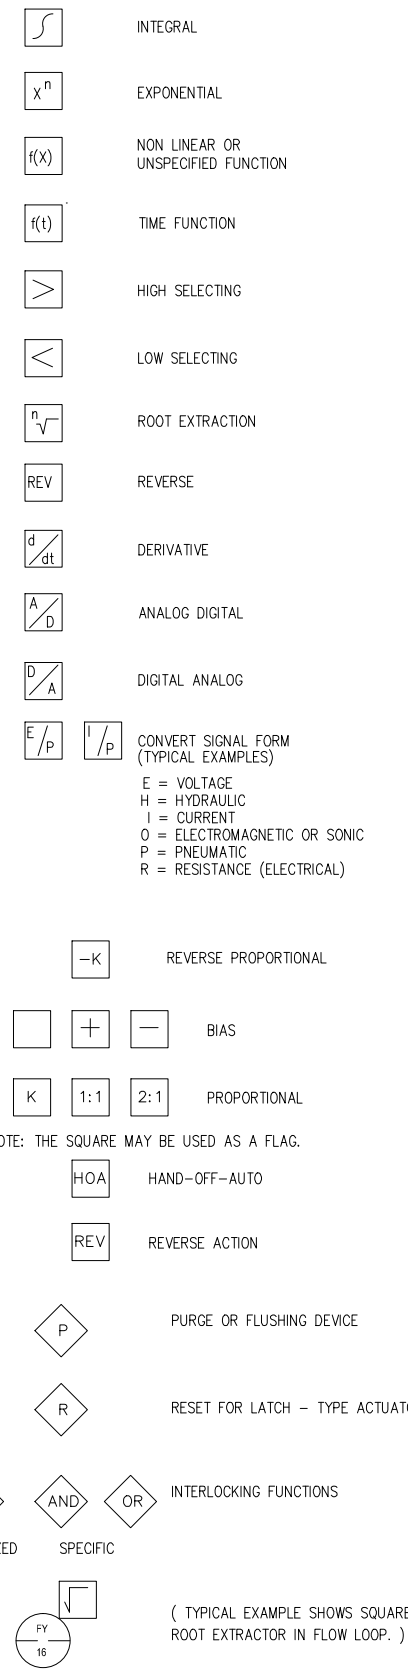 ∫ INTEGRAL
Xⁿ EXPONENTIAL
f(X) NON LINEAR OR
UNSPECIFIED FUNCTION
f(t) TIME FUNCTION
> HIGH SELECTING
< LOW SELECTING
ⁿ√ ROOT EXTRACTION
REV REVERSE
d/dt DERIVATIVE
A/D ANALOG DIGITAL
D/A DIGITAL ANALOG
E/P I/P CONVERT SIGNAL FORM
(TYPICAL EXAMPLES)
E = VOLTAGE
H = HYDRAULIC
I = CURRENT
O = ELECTROMAGNETIC OR SONIC
P = PNEUMATIC
R = RESISTANCE (ELECTRICAL)
-K REVERSE PROPORTIONAL
+ − BIAS
K 1:1 2:1 PROPORTIONAL
OTE: THE SQUARE MAY BE USED AS A FLAG.
HOA HAND-OFF-AUTO
REV REVERSE ACTION
P PURGE OR FLUSHING DEVICE
R RESET FOR LATCH - TYPE ACTUATO
AND OR INTERLOCKING FUNCTIONS
SPECIFIC
√
( TYPICAL EXAMPLE SHOWS SQUARE
FY ROOT EXTRACTOR IN FLOW LOOP. )
16